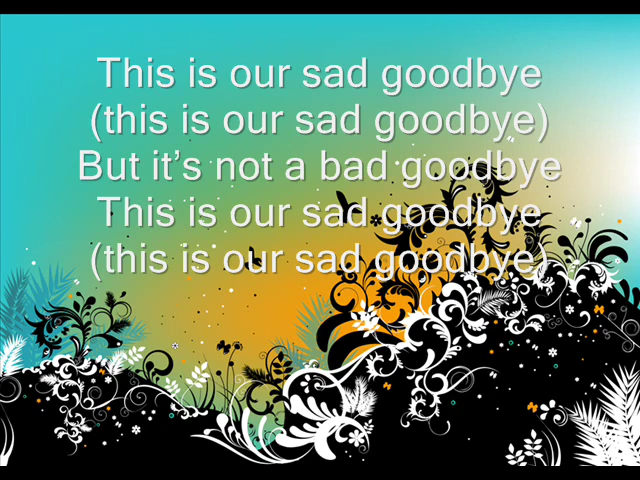 This is our sad goodbye
(this is our sad goodbye)
But it’s not a bad goodbye
This is our sad goodbye
(this is our sad goodbye)